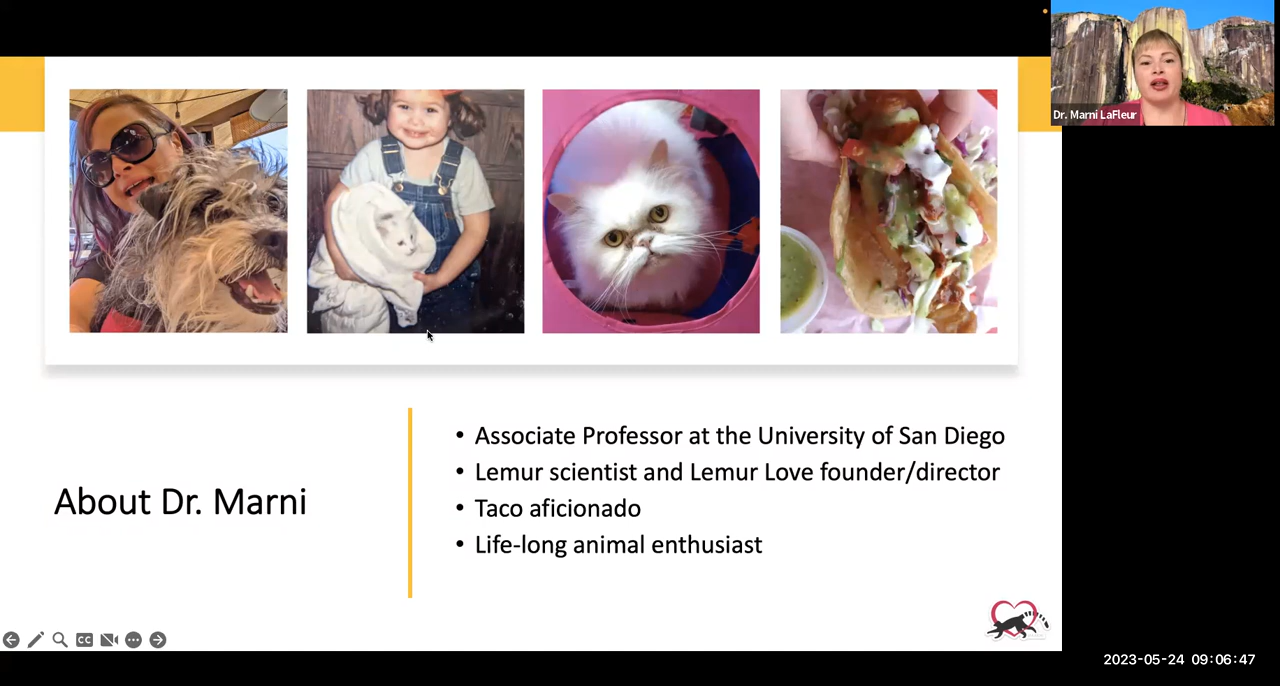 Dr. Marni LaFleur
About Dr. Marni
• Associate Professor at the University of San Diego
• Lemur scientist and Lemur Love founder/director
• Taco aficionado
• Life-long animal enthusiast
CC
2023-05-24 09:06:47